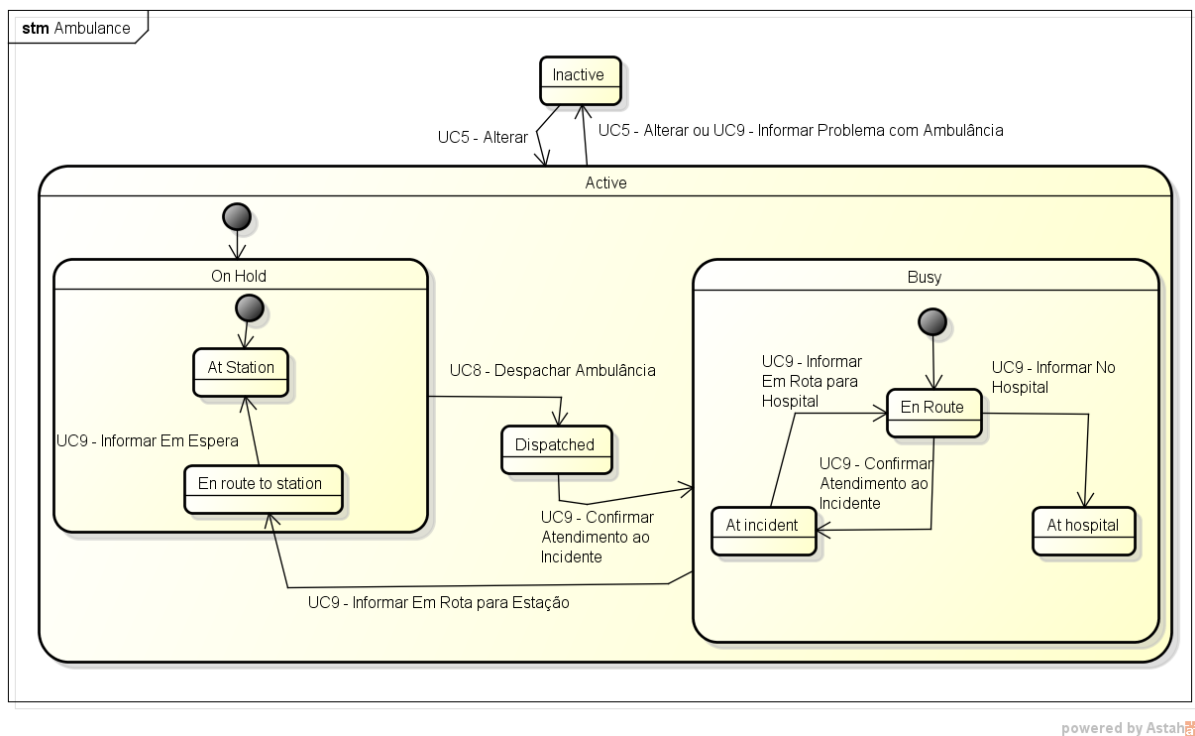 stm Ambulance
Inactive
UC5 - Alterar
UC5 - Alterar ou UC9 - Informar Problema com Ambulância
Active
On Hold
At Station
UC9 - Informar Em Espera
En route to station
UC8 - Despachar Ambulância
Dispatched
UC9 - Confirmar
Atendimento ao
Incidente
UC9 - Informar Em Rota para Estação
Busy
UC9 - Informar
Em Rota para
Hospital
En Route
UC9 - Informar No
Hospital
UC9 - Confirmar
Atendimento ao
Incidente
At incident
At hospital
powered by Astah